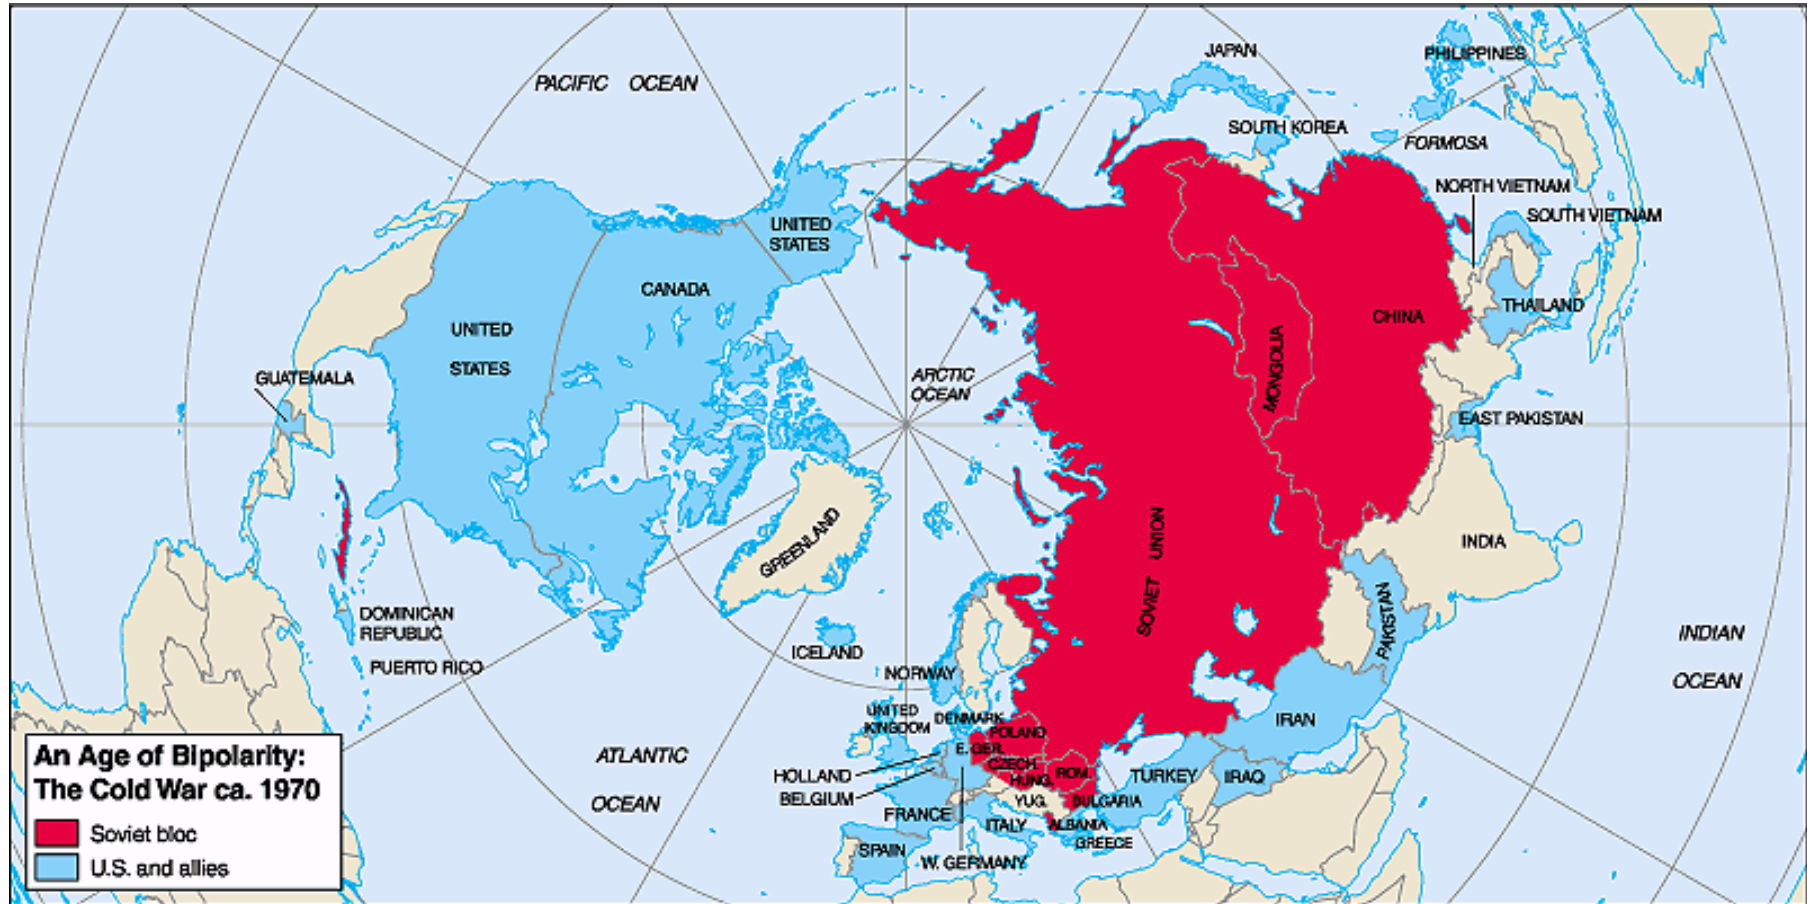 JAPAN
PHILIPPINES
PACIFIC OCEAN
SOUTH KOREA
FORMOSA
NORTH VIETNAM
SOUTH VIETNAM
UNITED
STATES
CANADA
THAILAND
UNITED
STATES
CHINA
MONGOLIA
GUATEMALA
ARCTIC
OCEAN
EAST PAKISTAN
GREENLAND
SOVIET UNION
INDIA
PAKISTAN
DOMINICAN
REPUBLIC
PUERTO RICO
ICELAND
INDIAN
OCEAN
NORWAY
UNITED
KINGDOM
DENMARK
POLAND
IRAN
E. GER.
ATLANTIC
OCEAN
CZECH.
HUNG.
ROM.
HOLLAND
BELGIUM
TURKEY
IRAQ
YUG.
BULGARIA
FRANCE
ITALY
ALBANIA
GREECE
SPAIN
W. GERMANY
An Age of Bipolarity:
The Cold War ca. 1970
Soviet bloc
U.S. and allies